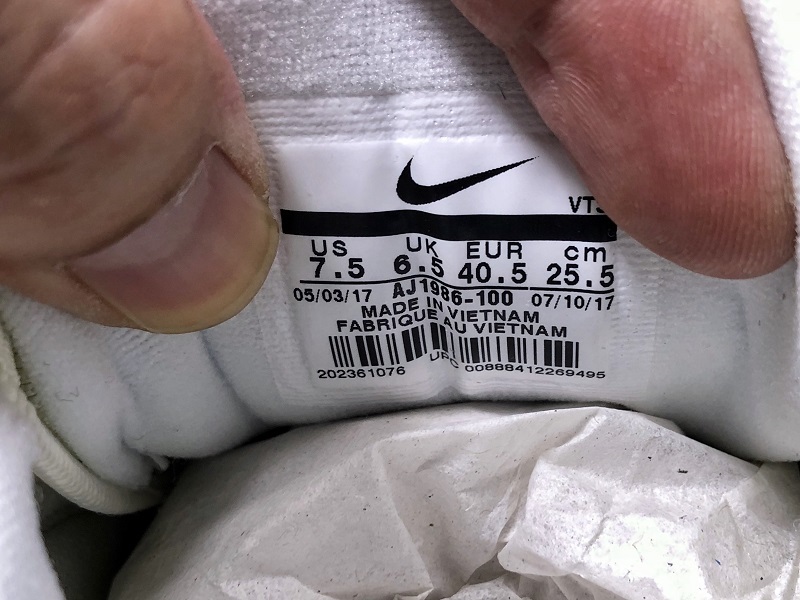 US UK EUR cm
7.5 6.5 40.5 25.5
05/03/17 AJ1986-100 07/10/17
MADE IN VIETNAM
FABRIQUE AU VIETNAM
202361076 UPC 00888412269495